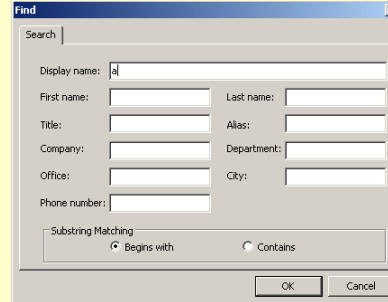 Find
Search
Display name: a
First name: Last name:
Title: Alias:
Company: Department:
Office: City:
Phone number:
Substring Matching
Begins with Contains
OK Cancel